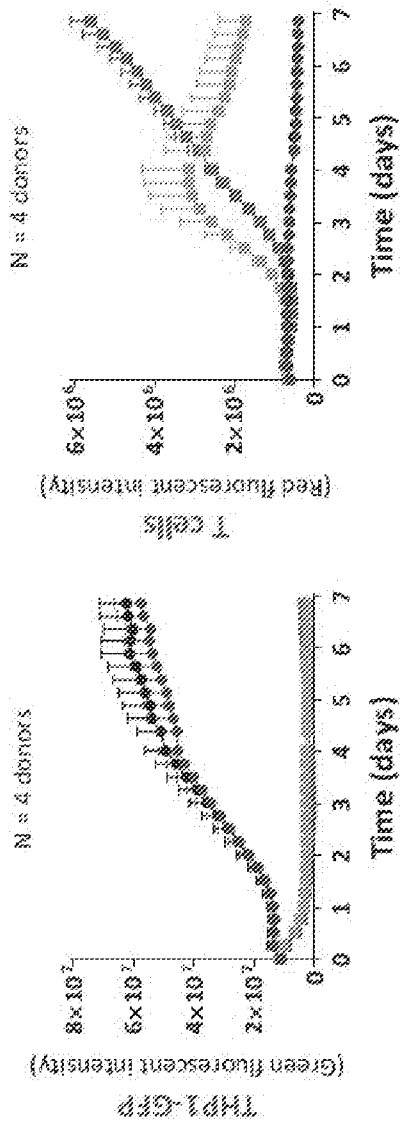 N = 4 donors
THP1-GFP
(Green fluorescent intensity)
8×10⁷
6×10⁷
4×10⁷
2×10⁷
0
0 1 2 3 4 5 6 7
Time (days)
N = 4 donors
T cells
(Red fluorescent intensity)
6×10⁶
4×10⁶
2×10⁶
0
0 1 2 3 4 5 6 7
Time (days)